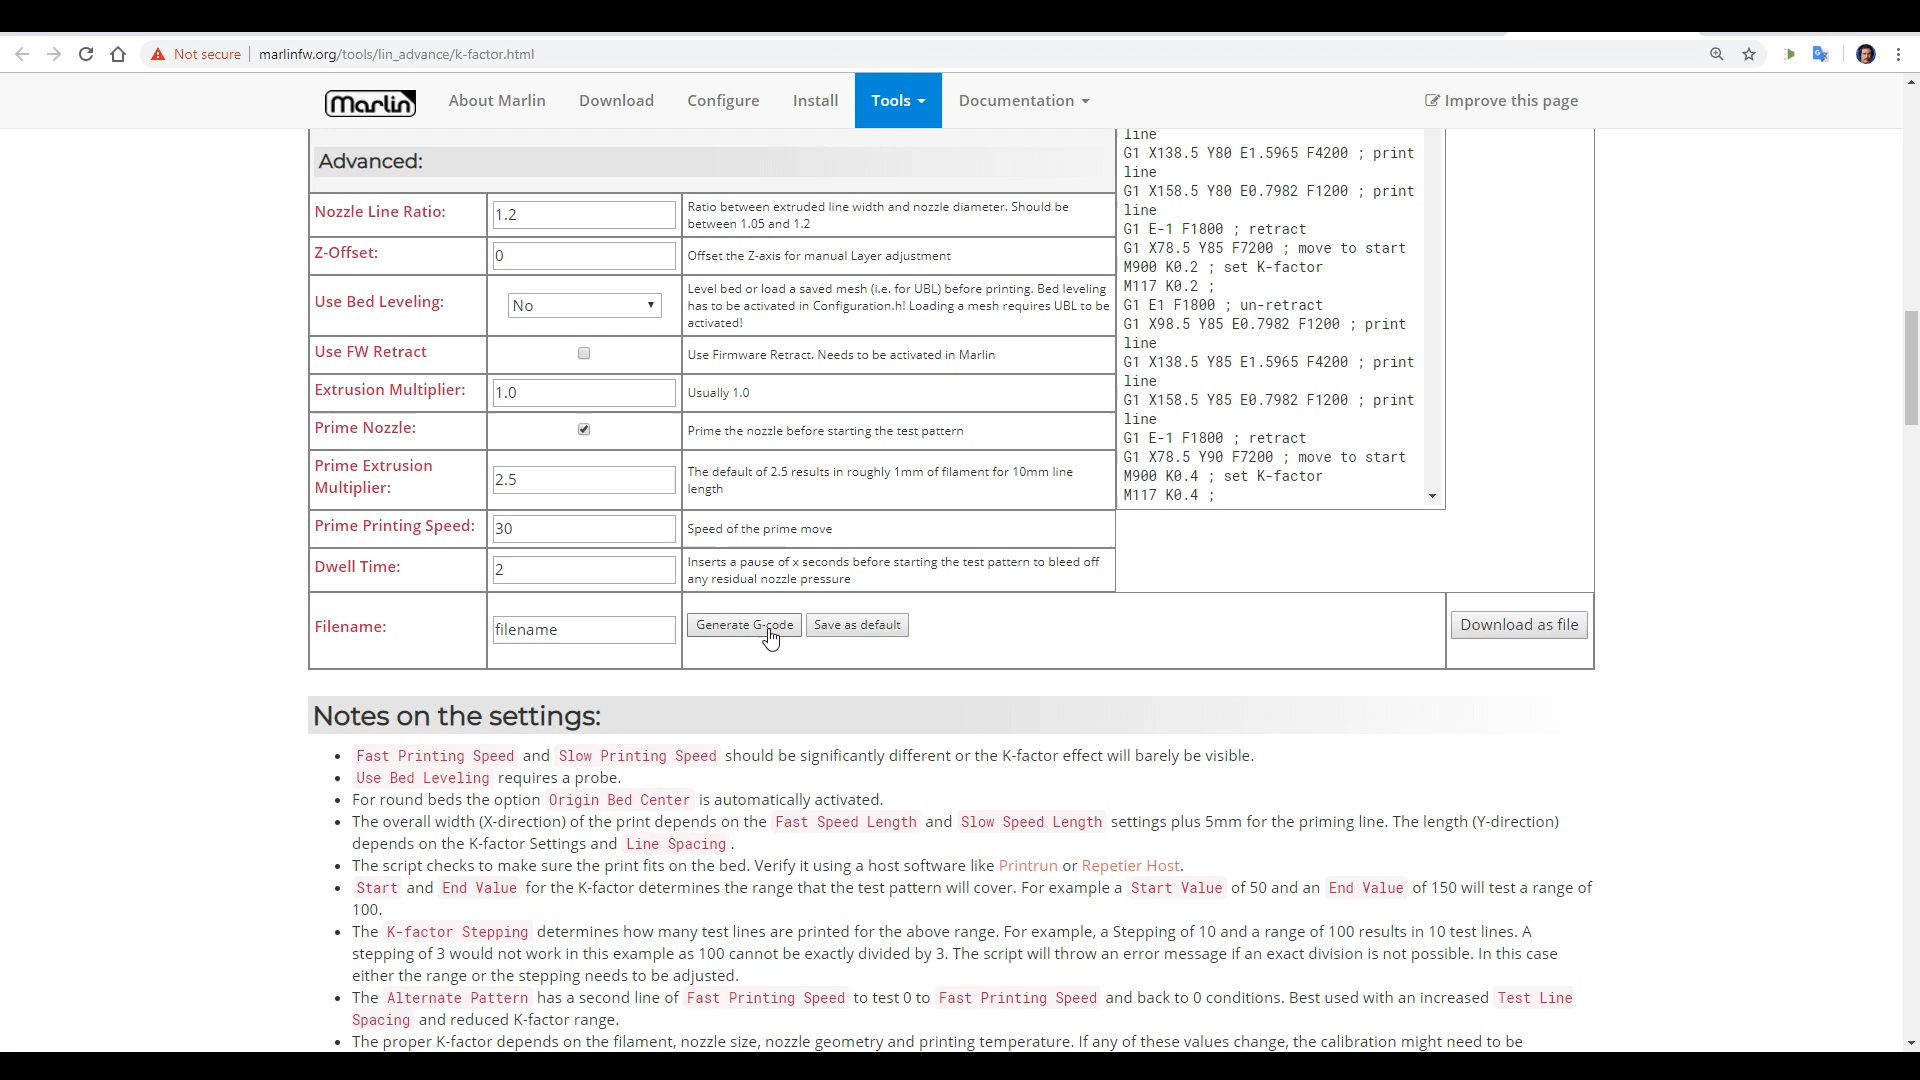 Not secure | marlinfw.org/tools/lin_advance/k-factor.html
Marlin About Marlin Download Configure Install Tools Documentation Improve this page
Advanced:
Nozzle Line Ratio: 1.2 Ratio between extruded line width and nozzle diameter. Should be
between 1.05 and 1.2
Z-Offset: 0 Offset the Z-axis for manual Layer adjustment
Use Bed Leveling: No Level bed or load a saved mesh (i.e. for UBL) before printing. Bed leveling
has to be activated in Configuration.h! Loading a mesh requires UBL to be
activated!
Use FW Retract Use Firmware Retract. Needs to be activated in Marlin
Extrusion Multiplier: 1.0 Usually 1.0
Prime Nozzle: Prime the nozzle before starting the test pattern
Prime Extrusion
Multiplier: 2.5 The default of 2.5 results in roughly 1mm of filament for 10mm line
length
Prime Printing Speed: 30 Speed of the prime move
Dwell Time: 2 Inserts a pause of x seconds before starting the test pattern to bleed off
any residual nozzle pressure
line
G1 X138.5 Y80 E1.5965 F4200 ; print
line
G1 X158.5 Y80 E0.7982 F1200 ; print
line
G1 E-1 F1800 ; retract
G1 X78.5 Y85 F7200 ; move to start
M900 K0.2 ; set K-factor
M117 K0.2 ;
G1 E1 F1800 ; un-retract
G1 X98.5 Y85 E0.7982 F1200 ; print
line
G1 X138.5 Y85 E1.5965 F4200 ; print
line
G1 X158.5 Y85 E0.7982 F1200 ; print
line
G1 E-1 F1800 ; retract
G1 X78.5 Y90 F7200 ; move to start
M900 K0.4 ; set K-factor
M117 K0.4 ;
Filename: filename Generate G-code Save as default Download as file
Notes on the settings:
• Fast Printing Speed and Slow Printing Speed should be significantly different or the K-factor effect will barely be visible.
• Use Bed Leveling requires a probe.
• For round beds the option Origin Bed Center is automatically activated.
• The overall width (X-direction) of the print depends on the Fast Speed Length and Slow Speed Length settings plus 5mm for the priming line. The length (Y-direction)
depends on the K-factor Settings and Line Spacing.
• The script checks to make sure the print fits on the bed. Verify it using a host software like Printrun or Repetier Host.
• Start and End Value for the K-factor determines the range that the test pattern will cover. For example a Start Value of 50 and an End Value of 150 will test a range of
100.
• The K-factor Stepping determines how many test lines are printed for the above range. For example, a Stepping of 10 and a range of 100 results in 10 test lines. A
stepping of 3 would not work in this example as 100 cannot be exactly divided by 3. The script will throw an error message if an exact division is not possible. In this case
either the range or the stepping needs to be adjusted.
• The Alternate Pattern has a second line of Fast Printing Speed to test 0 to Fast Printing Speed and back to 0 conditions. Best used with an increased Test Line
Spacing and reduced K-factor range.
• The proper K-factor depends on the filament, nozzle size, nozzle geometry and printing temperature. If any of these values change, the calibration might need to be